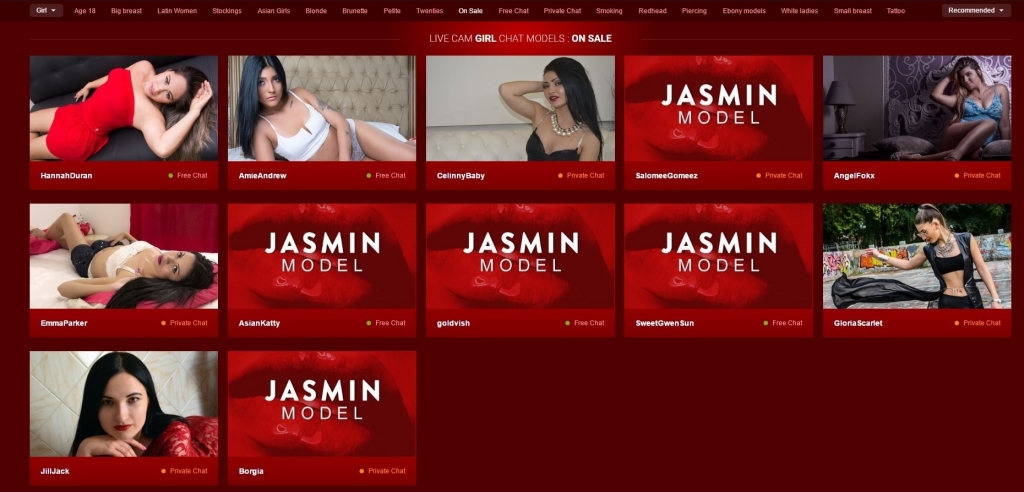 Girl Age 18 Big breast Latin Women Stockings Asian Girls Blonde Brunette Petite Twenties On Sale Free Chat Private Chat Smoking Redhead Piercing Ebony models White ladies Small breast Tattoo Recommended
LIVE CAM GIRL CHAT MODELS : ON SALE
JASMIN
MODEL
HannahDuran Free Chat
AmieAndrew Free Chat
CelinnyBaby Private Chat
SalomeeGomeez Private Chat
AngelFokx Private Chat
JASMIN
MODEL
JASMIN
MODEL
JASMIN
MODEL
EmmaParker Private Chat
AsianKatty Free Chat
goldvish Free Chat
SweetGwenSun Free Chat
GloriaScarlet Private Chat
JASMIN
MODEL
JillJack Private Chat
Borgia Private Chat